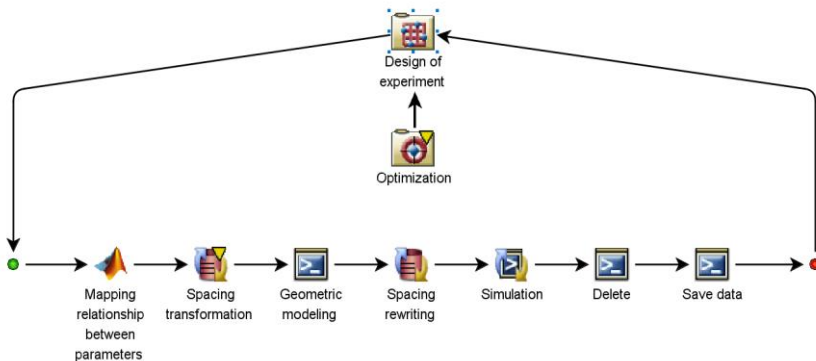 Design of
experiment
Optimization
Mapping
relationship
between
parameters
Spacing
transformation
Geometric
modeling
Spacing
rewriting
Simulation
Delete
Save data